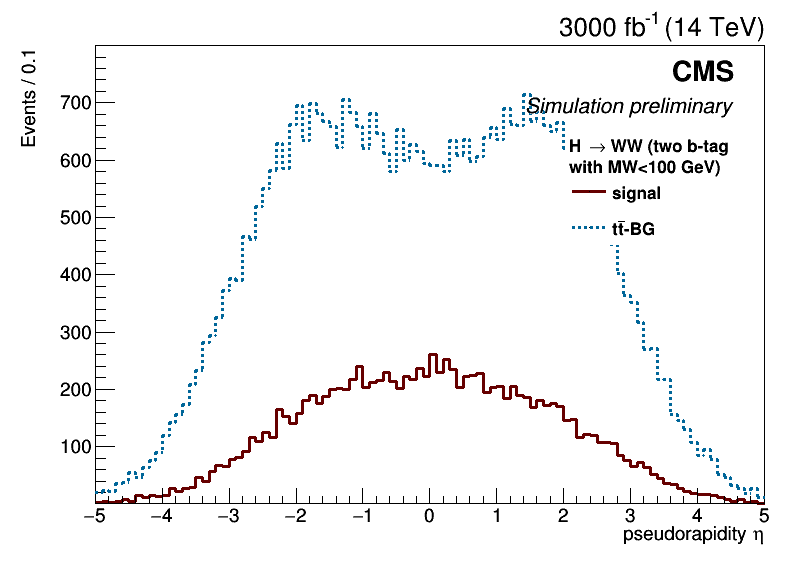 3000 fb⁻¹ (14 TeV)
Events / 0.1
CMS
Simulation preliminary
H → WW (two b-tag
with MW<100 GeV)
signal
tt̄-BG
700
600
500
400
300
200
100
−5 −4 −3 −2 −1 0 1 2 3 4 5
pseudorapidity η